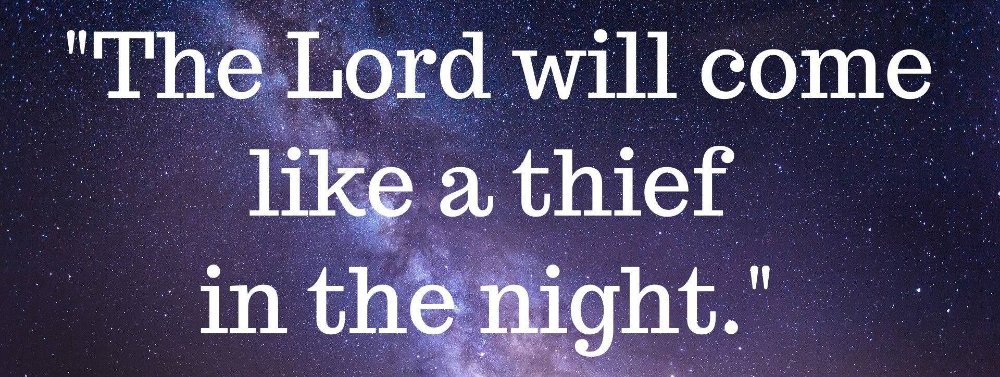 "The Lord will come
like a thief
in the night."